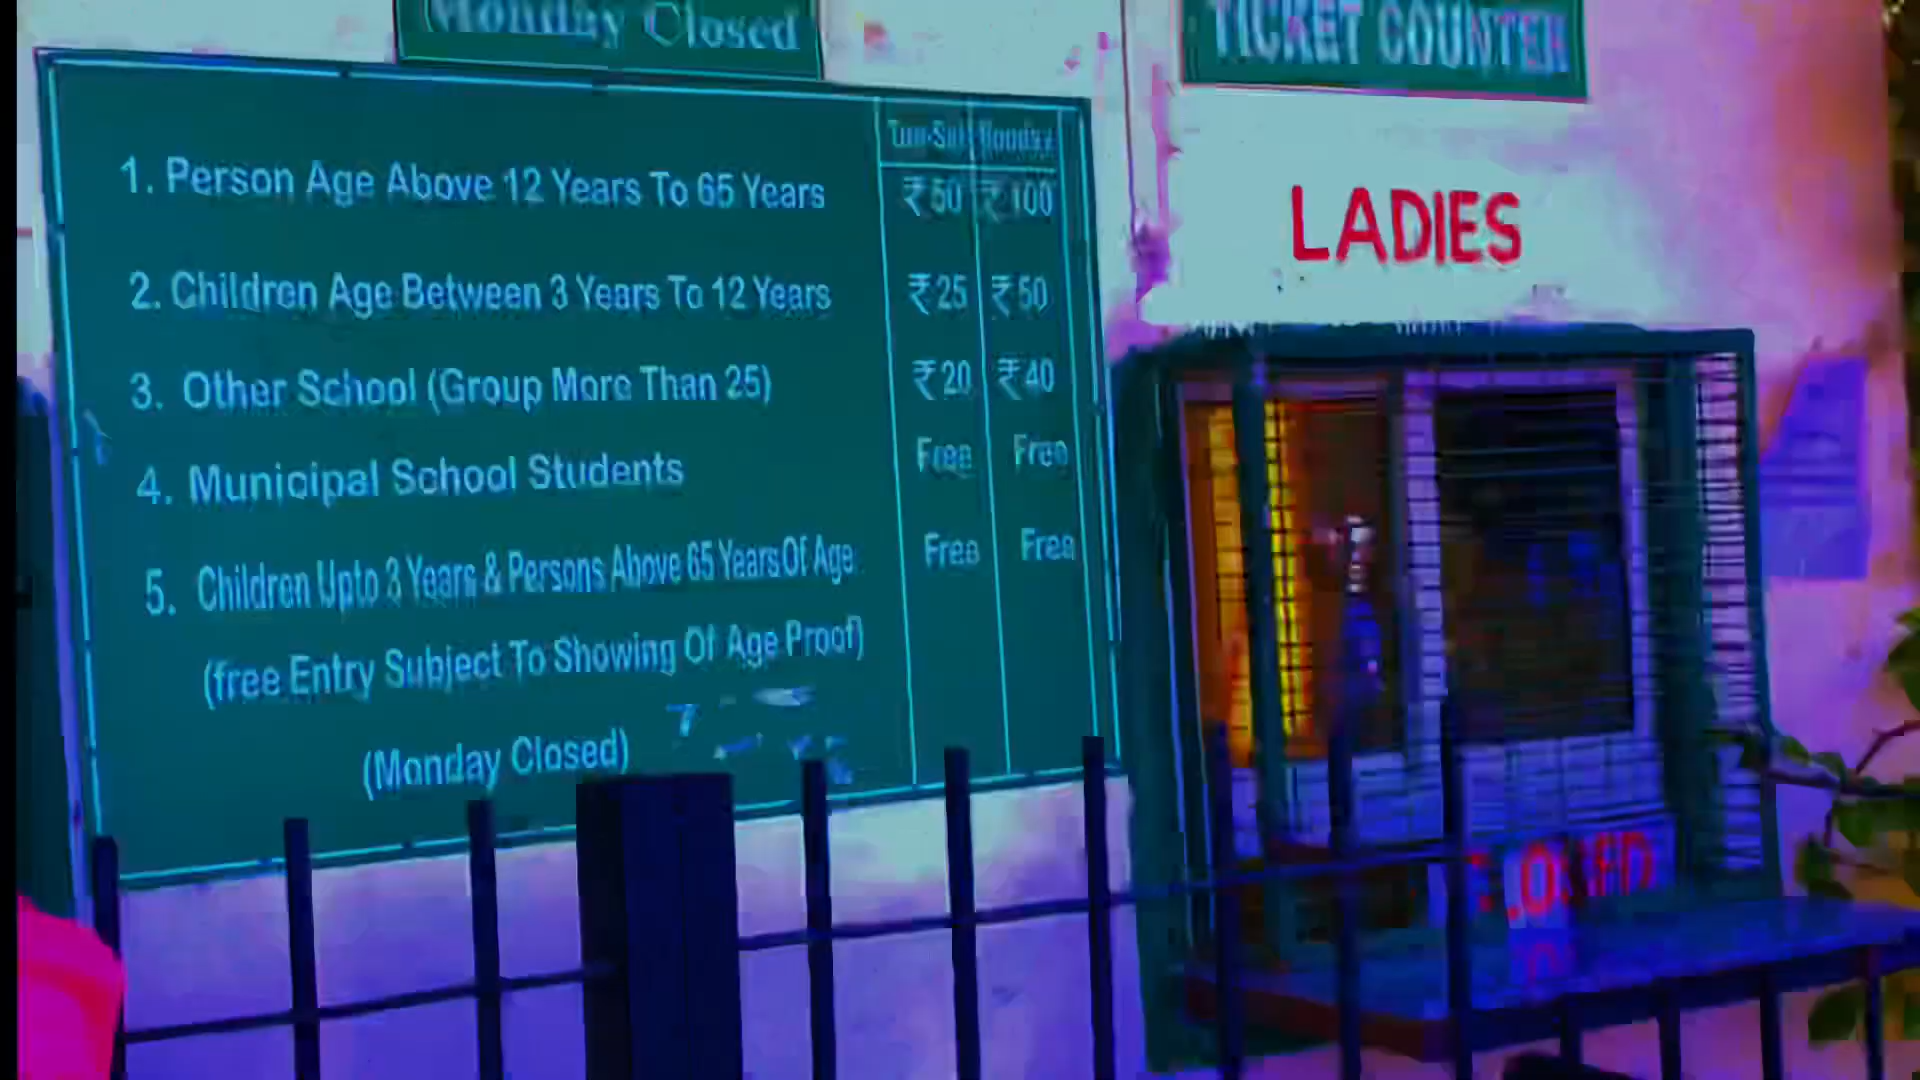 Monday Closed
TICKET COUNTER
Tue-Sat Sunday
1. Person Age Above 12 Years To 65 Years ₹50 ₹100
2. Children Age Between 3 Years To 12 Years ₹25 ₹50
3. Other School (Group More Than 25) ₹20 ₹40
4. Municipal School Students Free Free
5. Children Upto 3 Years & Persons Above 65 Years Of Age Free Free
(free Entry Subject To Showing Of Age Proof)
(Monday Closed)
LADIES
CLOSED